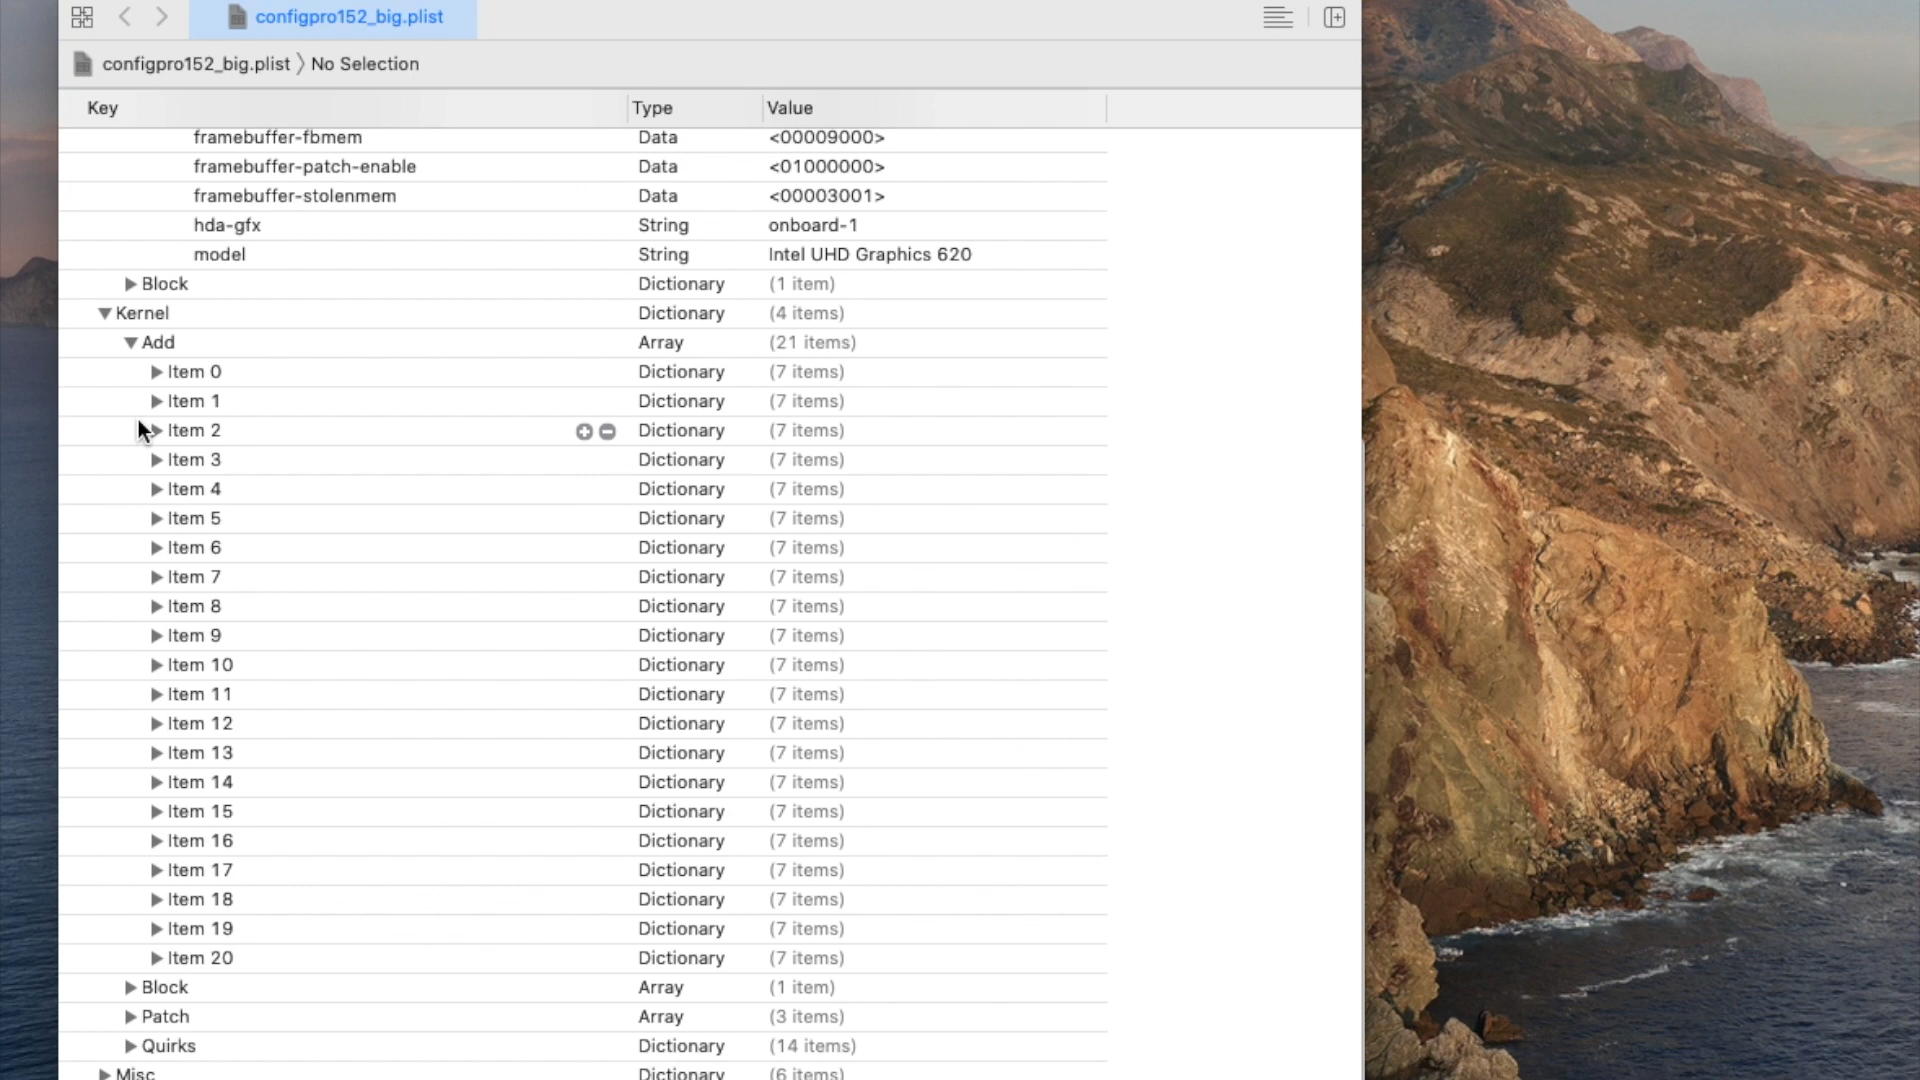 configpro152_big.plist
configpro152_big.plist 〉 No Selection
Key Type Value
framebuffer-fbmem Data <00009000>
framebuffer-patch-enable Data <01000000>
framebuffer-stolenmem Data <00003001>
hda-gfx String onboard-1
model String Intel UHD Graphics 620
Block Dictionary (1 item)
Kernel Dictionary (4 items)
Add Array (21 items)
Item 0 Dictionary (7 items)
Item 1 Dictionary (7 items)
Item 2 Dictionary (7 items)
Item 3 Dictionary (7 items)
Item 4 Dictionary (7 items)
Item 5 Dictionary (7 items)
Item 6 Dictionary (7 items)
Item 7 Dictionary (7 items)
Item 8 Dictionary (7 items)
Item 9 Dictionary (7 items)
Item 10 Dictionary (7 items)
Item 11 Dictionary (7 items)
Item 12 Dictionary (7 items)
Item 13 Dictionary (7 items)
Item 14 Dictionary (7 items)
Item 15 Dictionary (7 items)
Item 16 Dictionary (7 items)
Item 17 Dictionary (7 items)
Item 18 Dictionary (7 items)
Item 19 Dictionary (7 items)
Item 20 Dictionary (7 items)
Block Array (1 item)
Patch Array (3 items)
Quirks Dictionary (14 items)
Misc Dictionary (6 items)